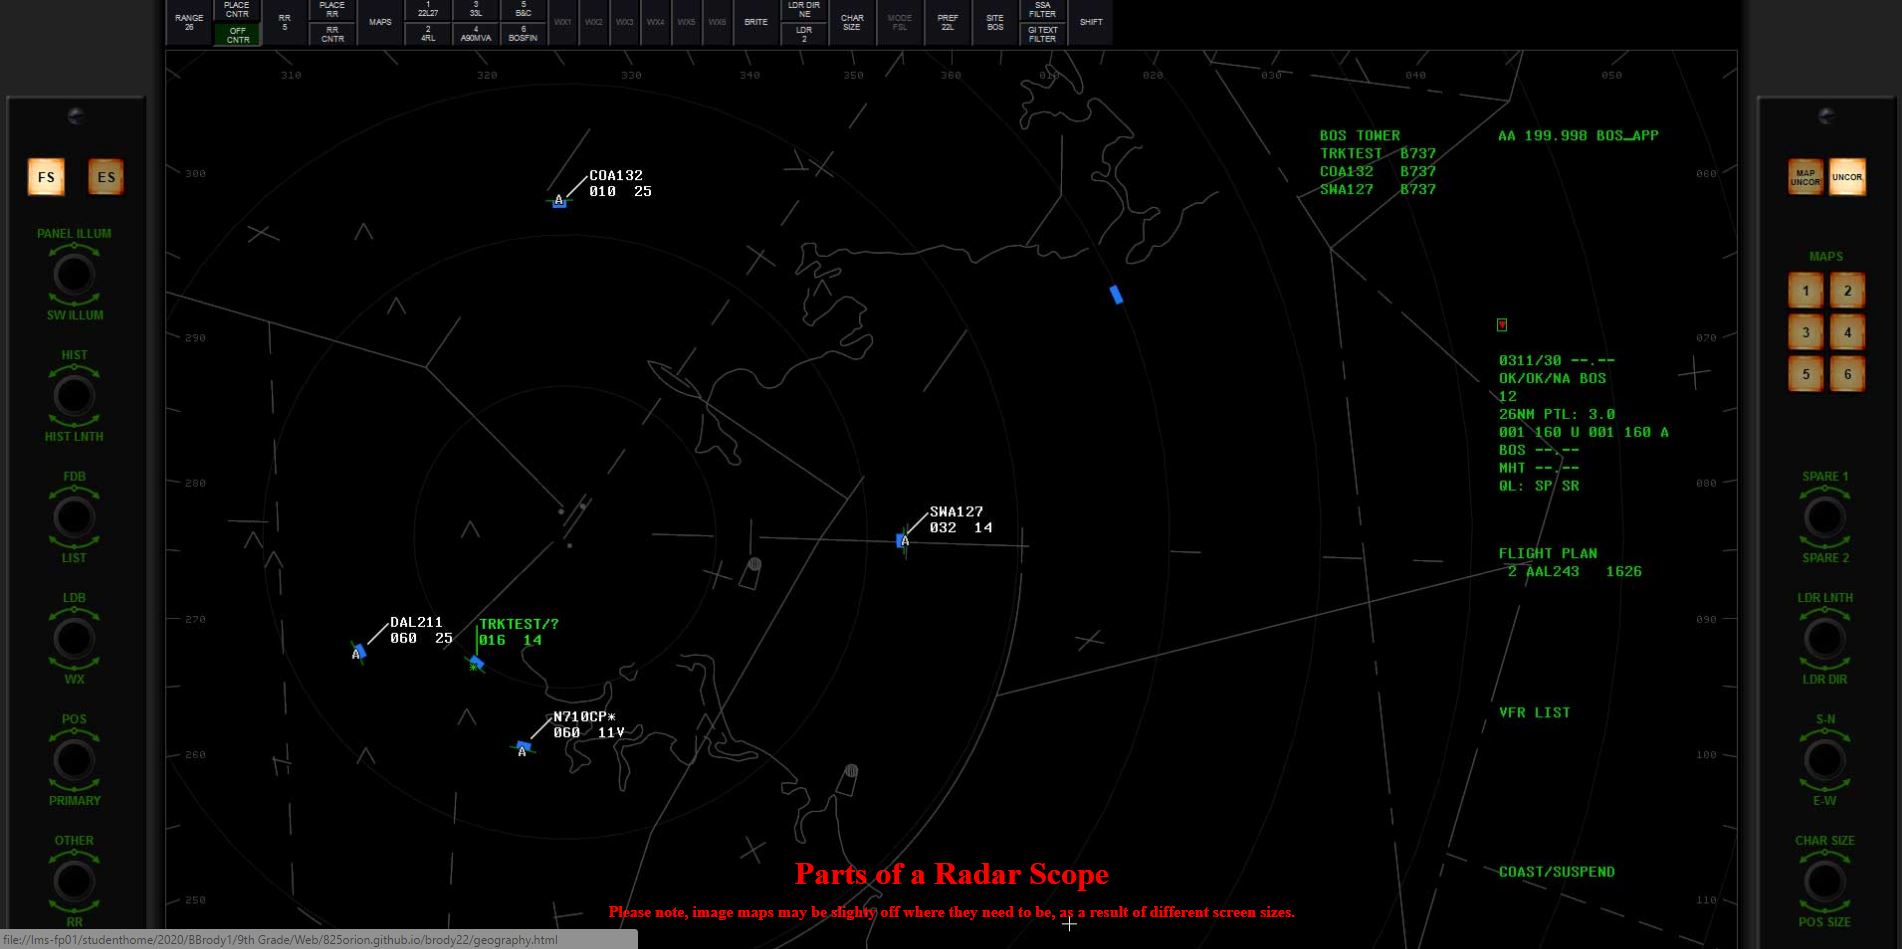 RANGE
26
PLACE
CNTR
OFF
CNTR
RR
5
PLACE
RR
RR
CNTR
MAPS
1
22L27
2
4RL
3
33L
4
A90MVA
5
B&C
6
BOSFIN
WX1
WX2
WX3
WX4
WX5
WX6
BRITE
LDR DIR
NE
LDR
2
CHAR
SIZE
MODE
FSL
PREF
22L
SITE
BOS
SSA
FILTER
GI TEXT
FILTER
SHIFT
310 320 330 340 350 360 010 020 030 040 050
300
290
280
270
260
250
060
070
080
090
100
110
FS ES
PANEL ILLUM
SW ILLUM
HIST
HIST LNTH
FDB
LIST
LDB
WX
POS
PRIMARY
OTHER
RR
COA132
010 25
BOS TOWER
TRKTEST B737
COA132 B737
SWA127 B737
AA 199.998 BOS_APP
SWA127
032 14
DAL211
060 25
TRKTEST/?
016 14
N710CP*
060 11V
A
A
A
A
*
0311/30 --.--
OK/OK/NA BOS
12
26NM PTL: 3.0
001 160 U 001 160 A
BOS --.--
MHT --.--
QL: SP SR
FLIGHT PLAN
2 AAL243 1626
VFR LIST
COAST/SUSPEND
MAP
UNCOR
UNCOR
MAPS
1 2
3 4
5 6
SPARE 1
SPARE 2
LDR LNTH
LDR DIR
S-N
E-W
CHAR SIZE
POS SIZE
Parts of a Radar Scope
Please note, image maps may be slighty off where they need to be, as a result of different screen sizes.
file://lms-fp01/studenthome/2020/BBrody1/9th Grade/Web/825orion.github.io/brody22/geography.html